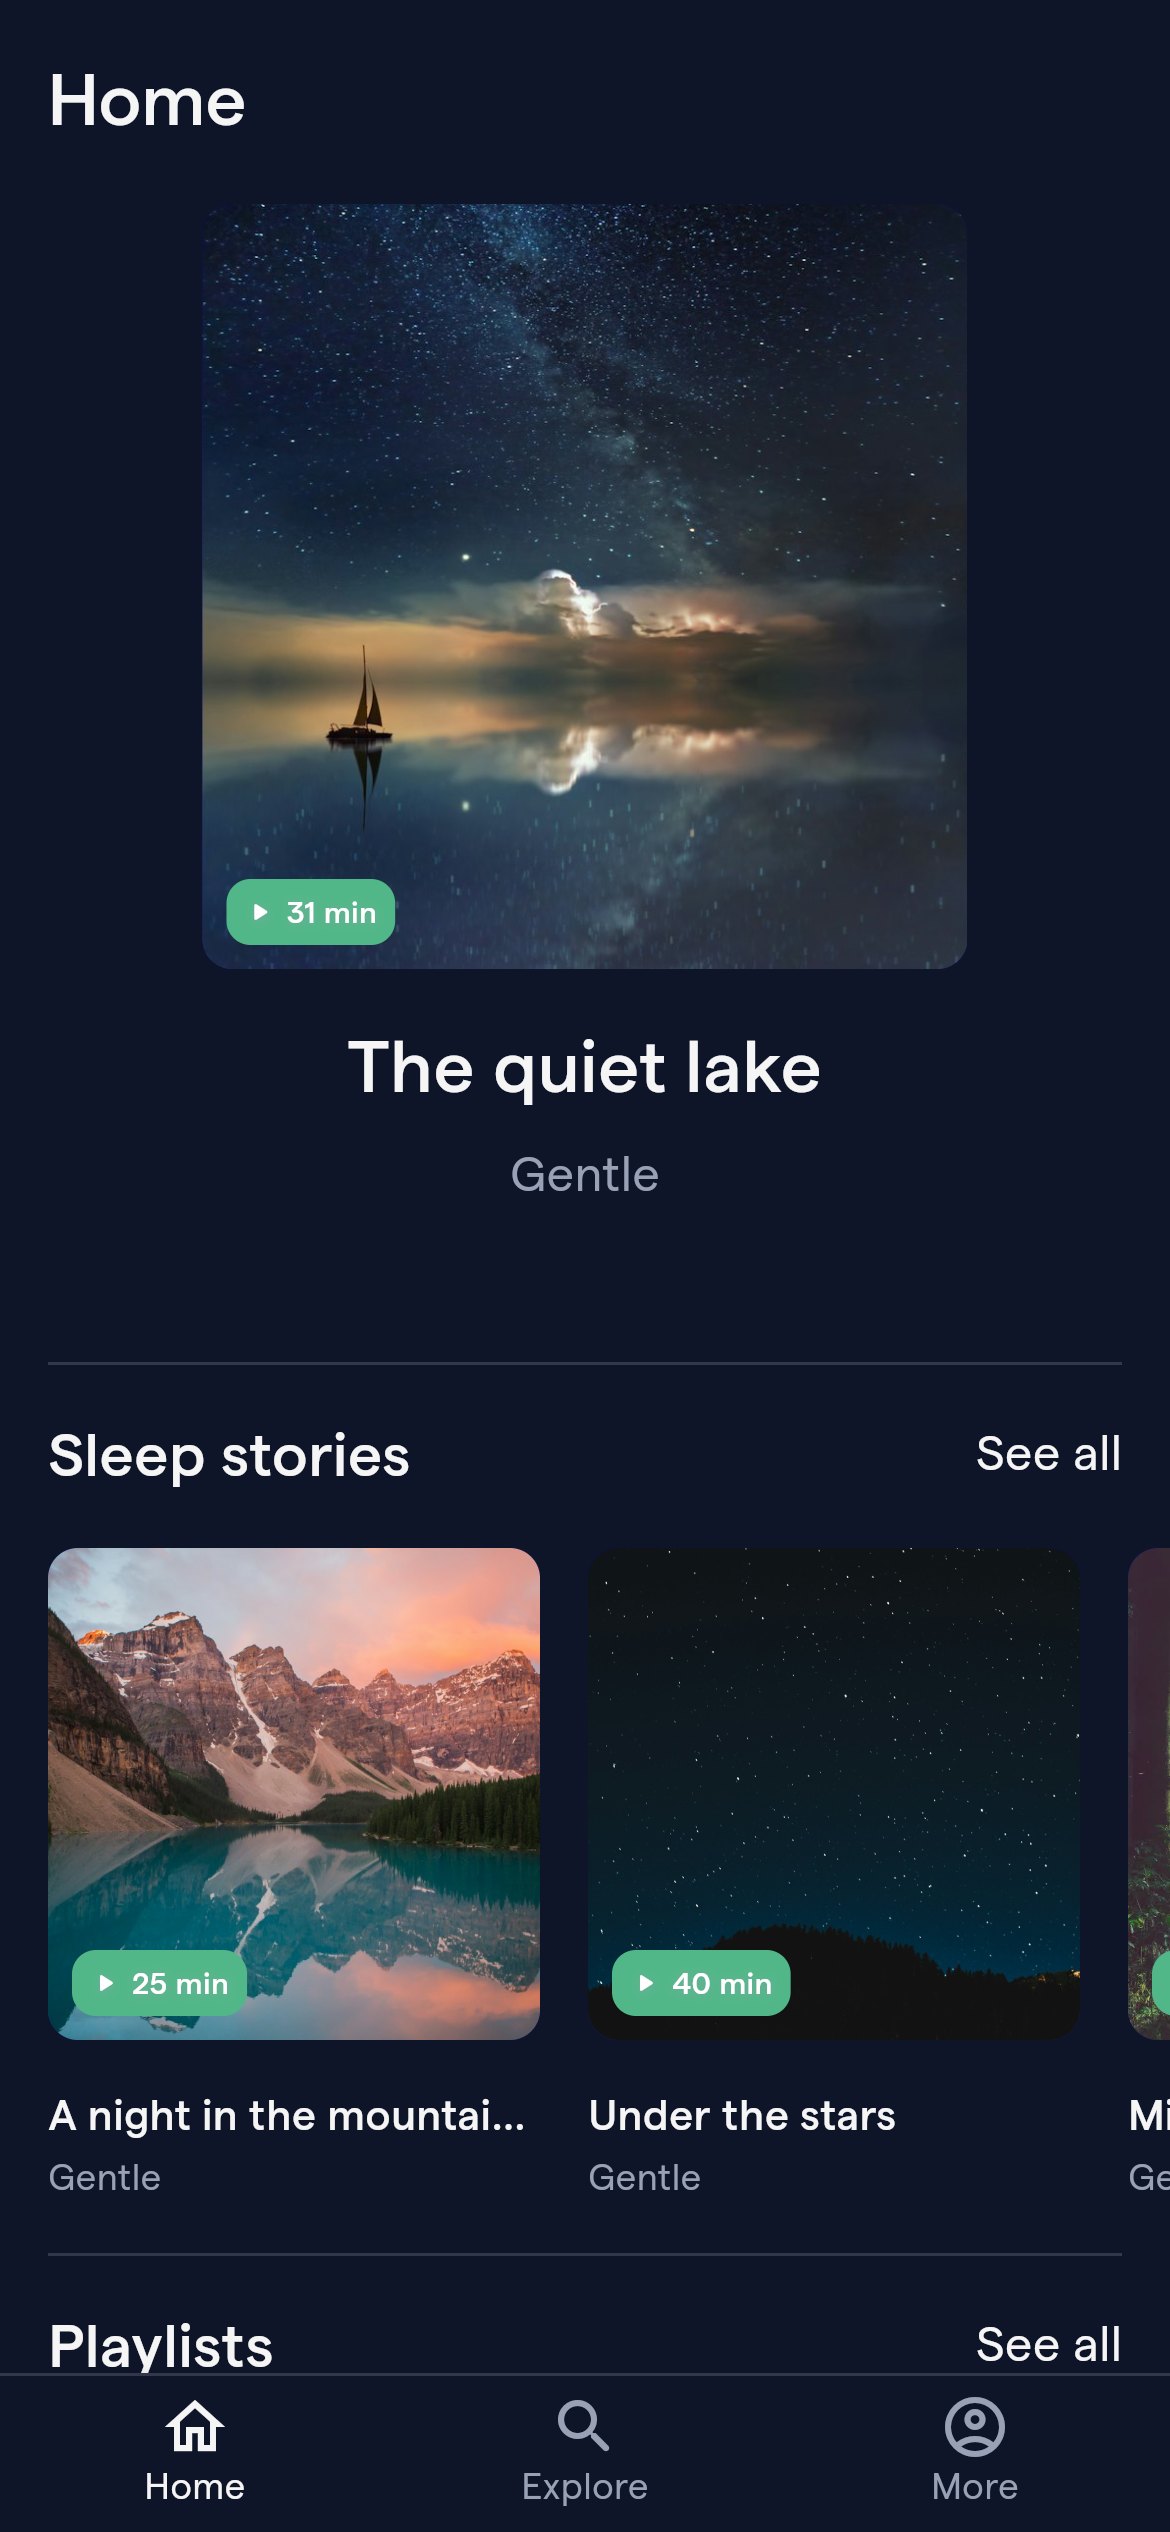 Home
31 min
The quiet lake
Gentle
Sleep stories
See all
25 min
40 min
A night in the mountai...
Under the stars
Gentle
Gentle
Playlists
See all
Home
Explore
More